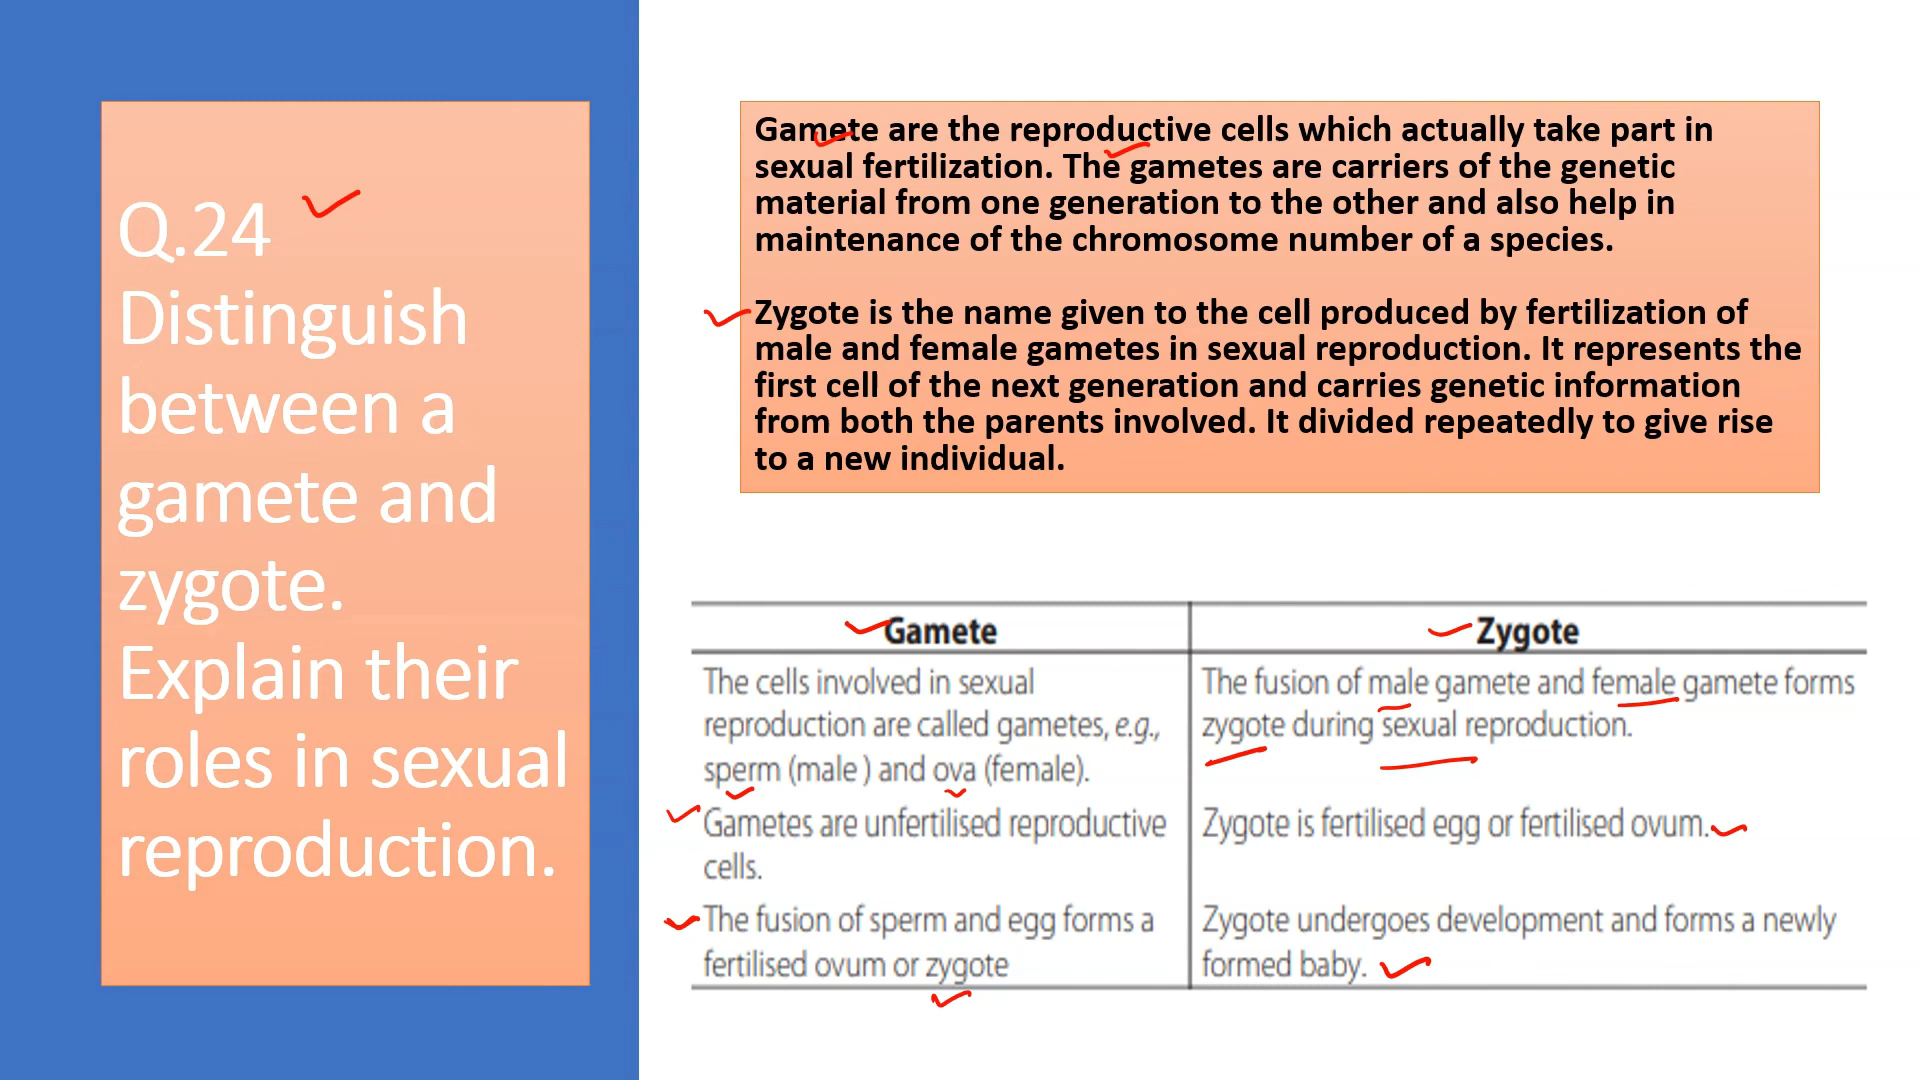 Q.24
Distinguish
between a
gamete and
zygote.
Explain their
roles in sexual
reproduction.
Gamete are the reproductive cells which actually take part in
sexual fertilization. The gametes are carriers of the genetic
material from one generation to the other and also help in
maintenance of the chromosome number of a species.
Zygote is the name given to the cell produced by fertilization of
male and female gametes in sexual reproduction. It represents the
first cell of the next generation and carries genetic information
from both the parents involved. It divided repeatedly to give rise
to a new individual.
Gamete
Zygote
The cells involved in sexual
reproduction are called gametes, e.g.,
sperm (male ) and ova (female).
The fusion of male gamete and female gamete forms
zygote during sexual reproduction.
Gametes are unfertilised reproductive
cells.
Zygote is fertilised egg or fertilised ovum.
The fusion of sperm and egg forms a
fertilised ovum or zygote
Zygote undergoes development and forms a newly
formed baby.